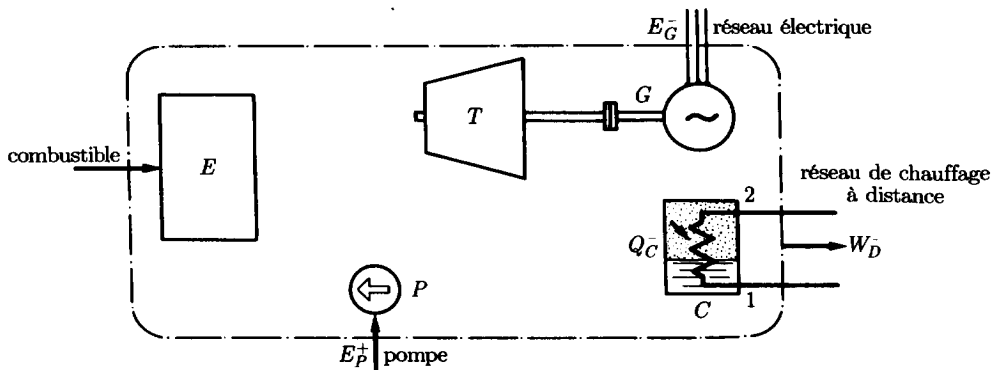 E_G^- réseau électrique
G
T
~
combustible
E
réseau de chauffage
à distance
2
Q_C^-
W_D^-
1
C
P
E_P^+ pompe